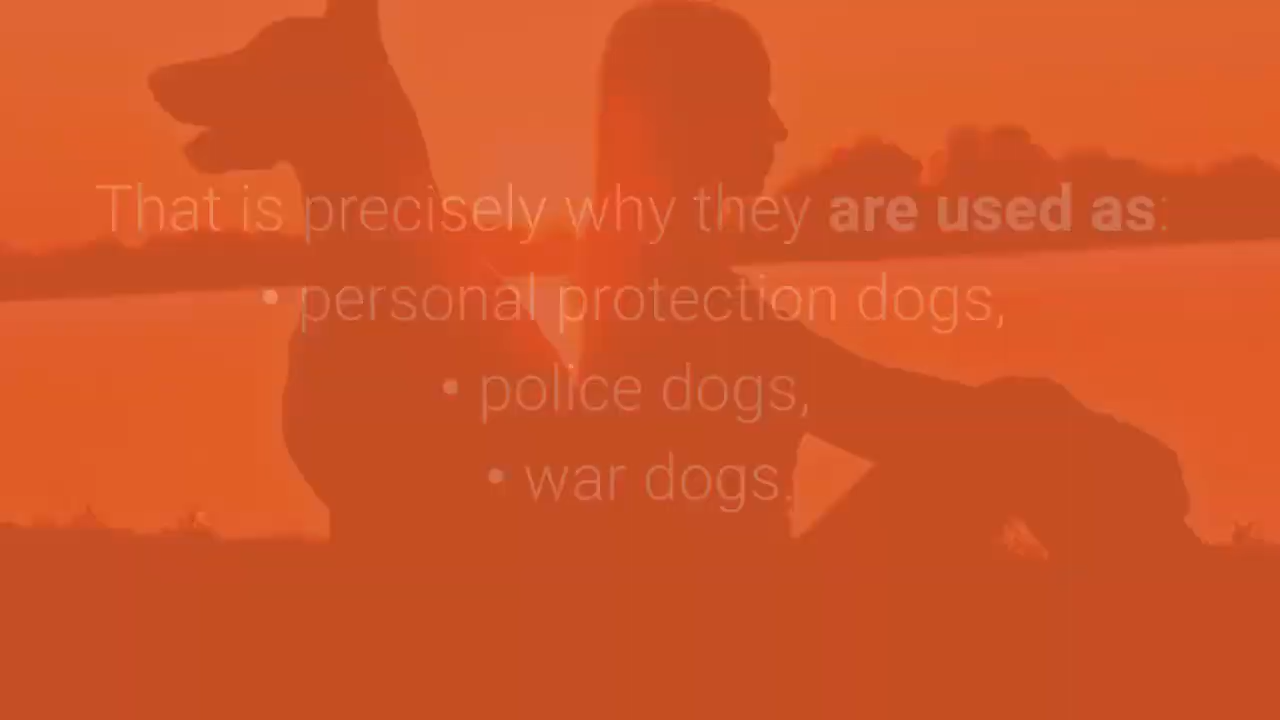 That is precisely why they are used as:
• personal protection dogs,
• police dogs,
• war dogs.